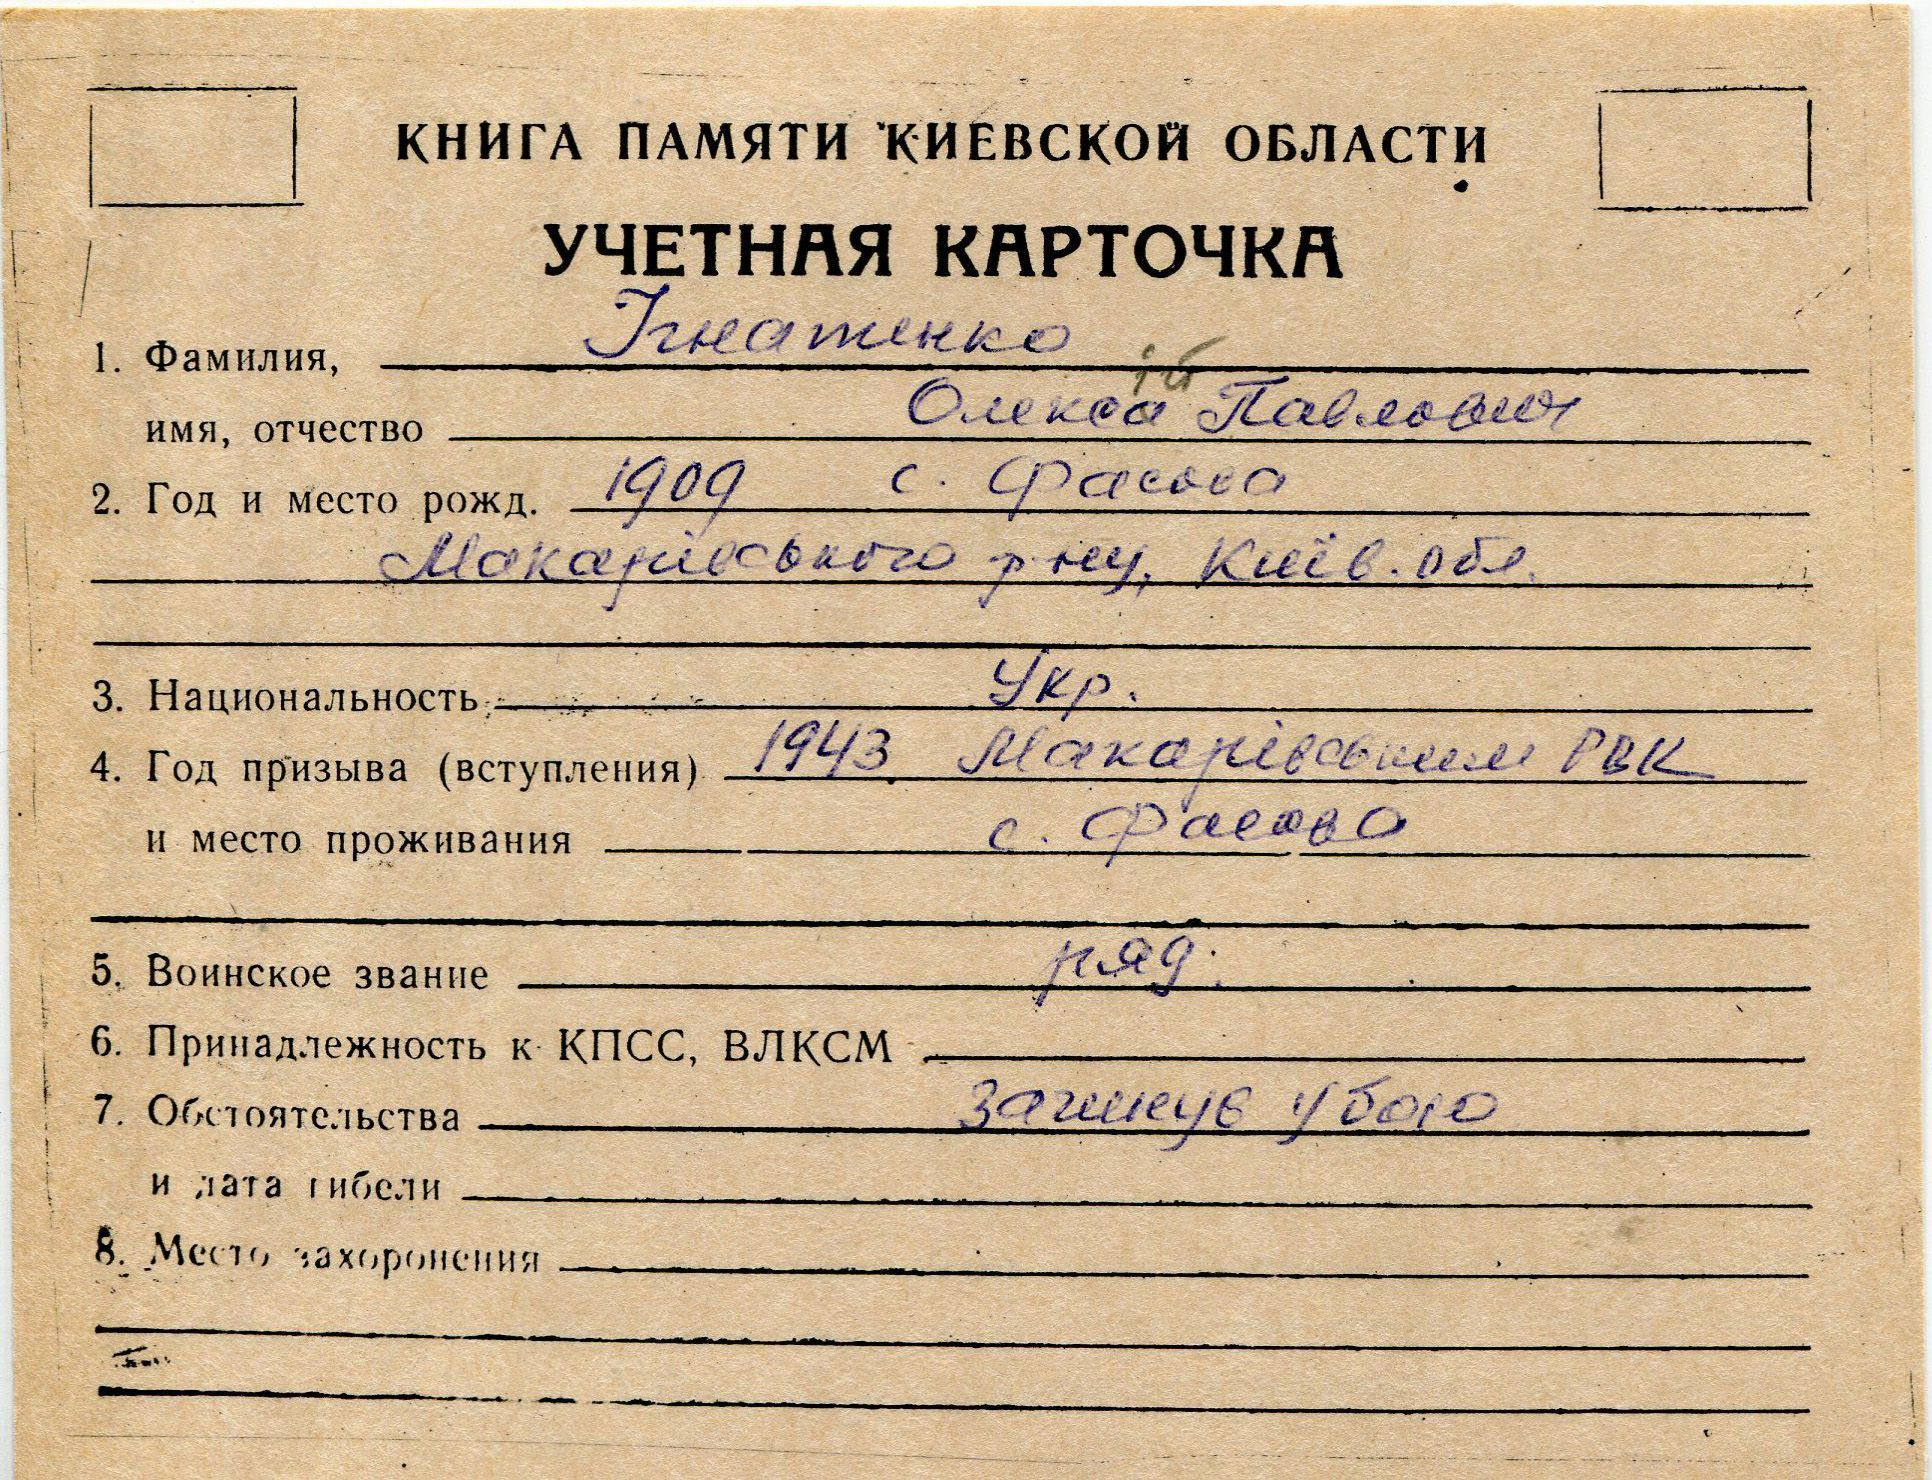 КНИГА ПАМЯТИ КИЕВСКОЙ ОБЛАСТИ
УЧЕТНАЯ КАРТОЧКА
1. Фамилия, Ігнатенко
имя, отчество Олекса ій Павлович
2. Год и место рожд. 1909 с. Фасова
Макарівського р-ну, Київ. обл.
3. Национальность Укр.
4. Год призыва (вступления) 1943 Макарівським РВК
и место проживания с. Фасова
5. Воинское звание ряд.
6. Принадлежность к КПСС, ВЛКСМ
7. Обстоятельства Загинув у бою
и дата гибели
8. Место захоронения